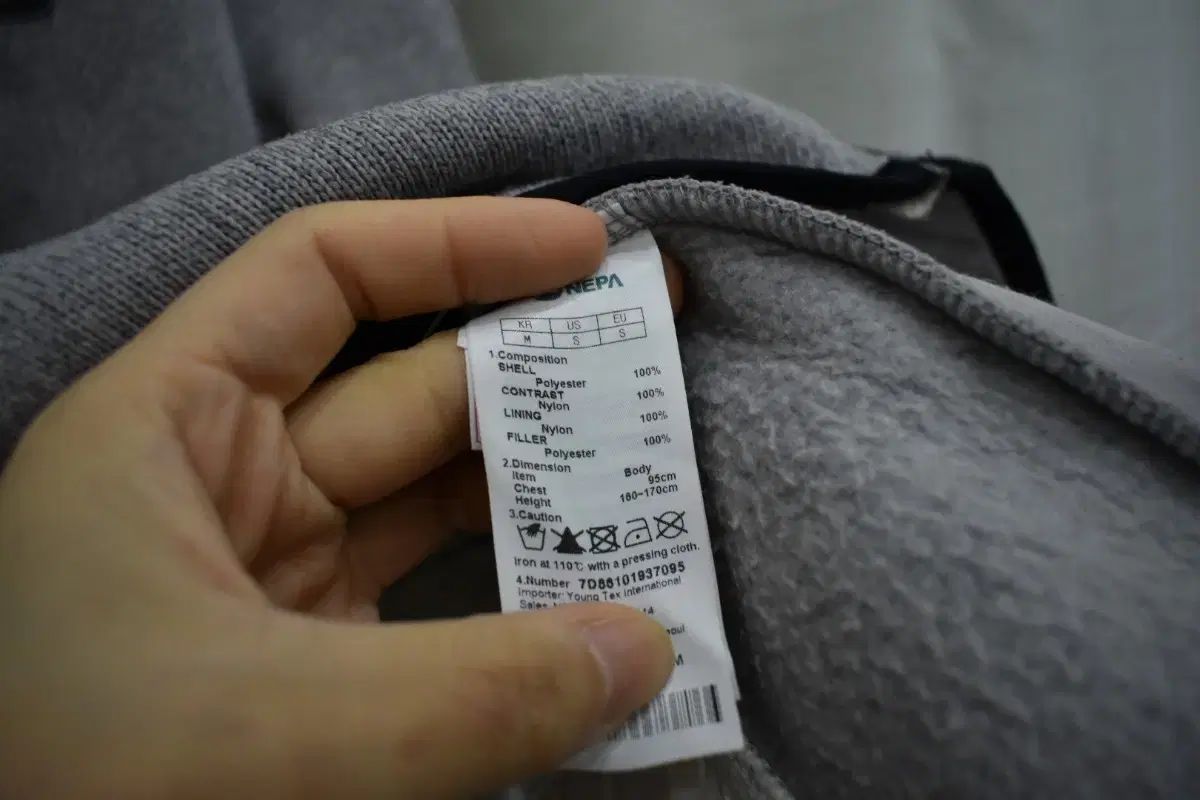 NEPA
KR US EU
M S S
1.Composition
SHELL
Polyester 100%
CONTRAST
Nylon 100%
LINING
Nylon 100%
FILLER
Polyester 100%
2.Dimension
Item Body
Chest 95cm
Height 160~170cm
3.Caution
Iron at 110℃ with a pressing cloth.
4.Number 7D88101937095
Importer: Young Tex International
Sales
14
M